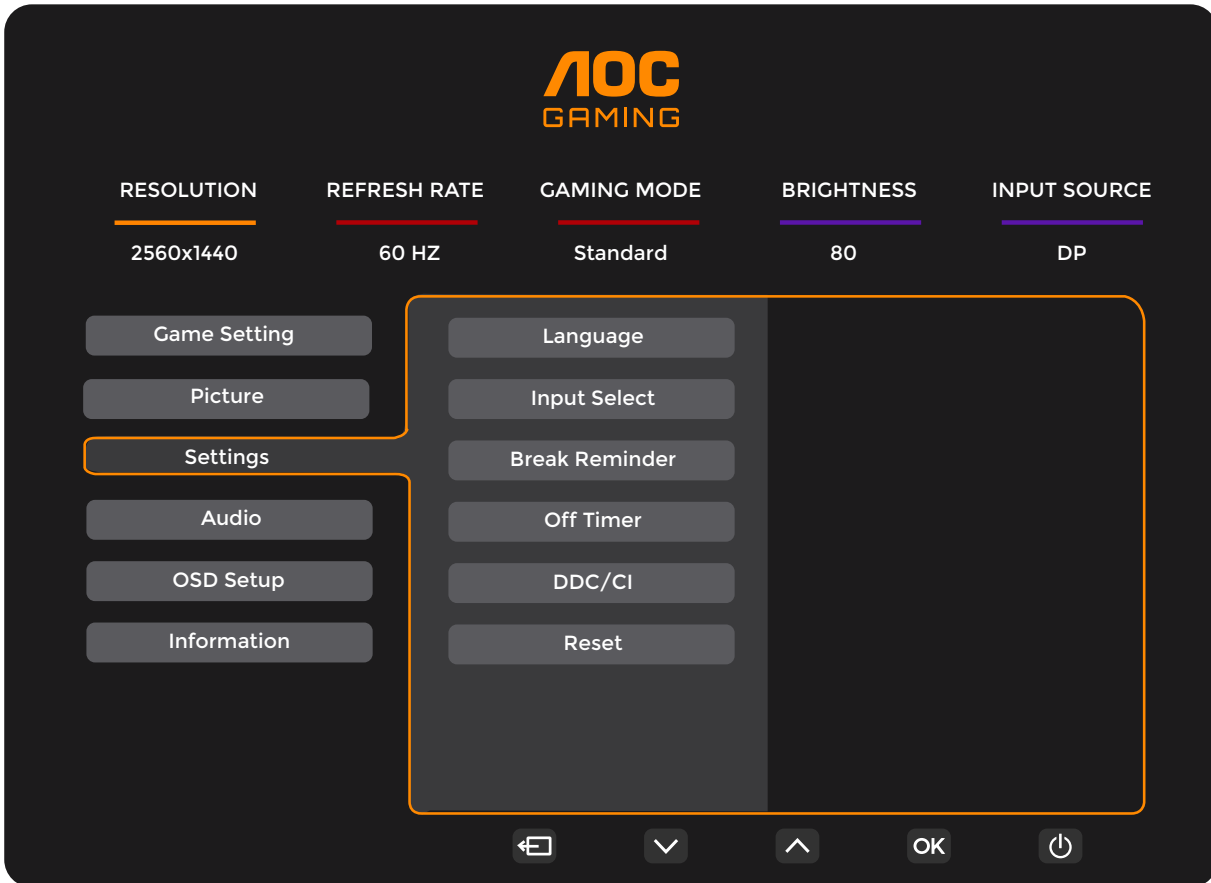 AOC
GAMING
RESOLUTION REFRESH RATE GAMING MODE BRIGHTNESS INPUT SOURCE
2560x1440 60 HZ Standard 80 DP
Game Setting
Picture
Settings
Audio
OSD Setup
Information
Language
Input Select
Break Reminder
Off Timer
DDC/CI
Reset
OK